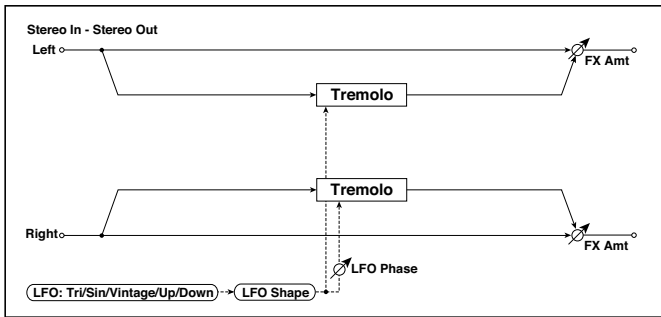 Stereo In - Stereo Out
Left
FX Amt
Tremolo
Tremolo
Right
FX Amt
LFO Phase
LFO: Tri/Sin/Vintage/Up/Down
LFO Shape